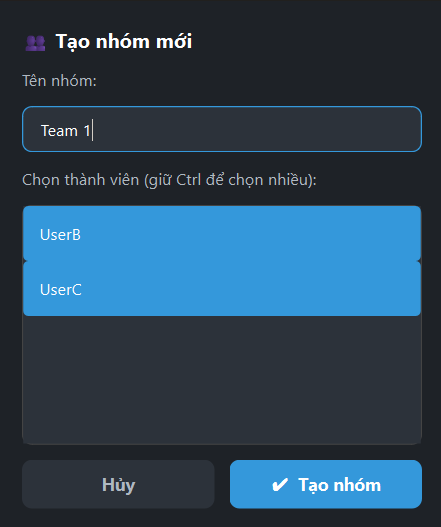 Tạo nhóm mới
Tên nhóm:
Team 1
Chọn thành viên (giữ Ctrl để chọn nhiều):
UserB
UserC
Hủy
✔ Tạo nhóm